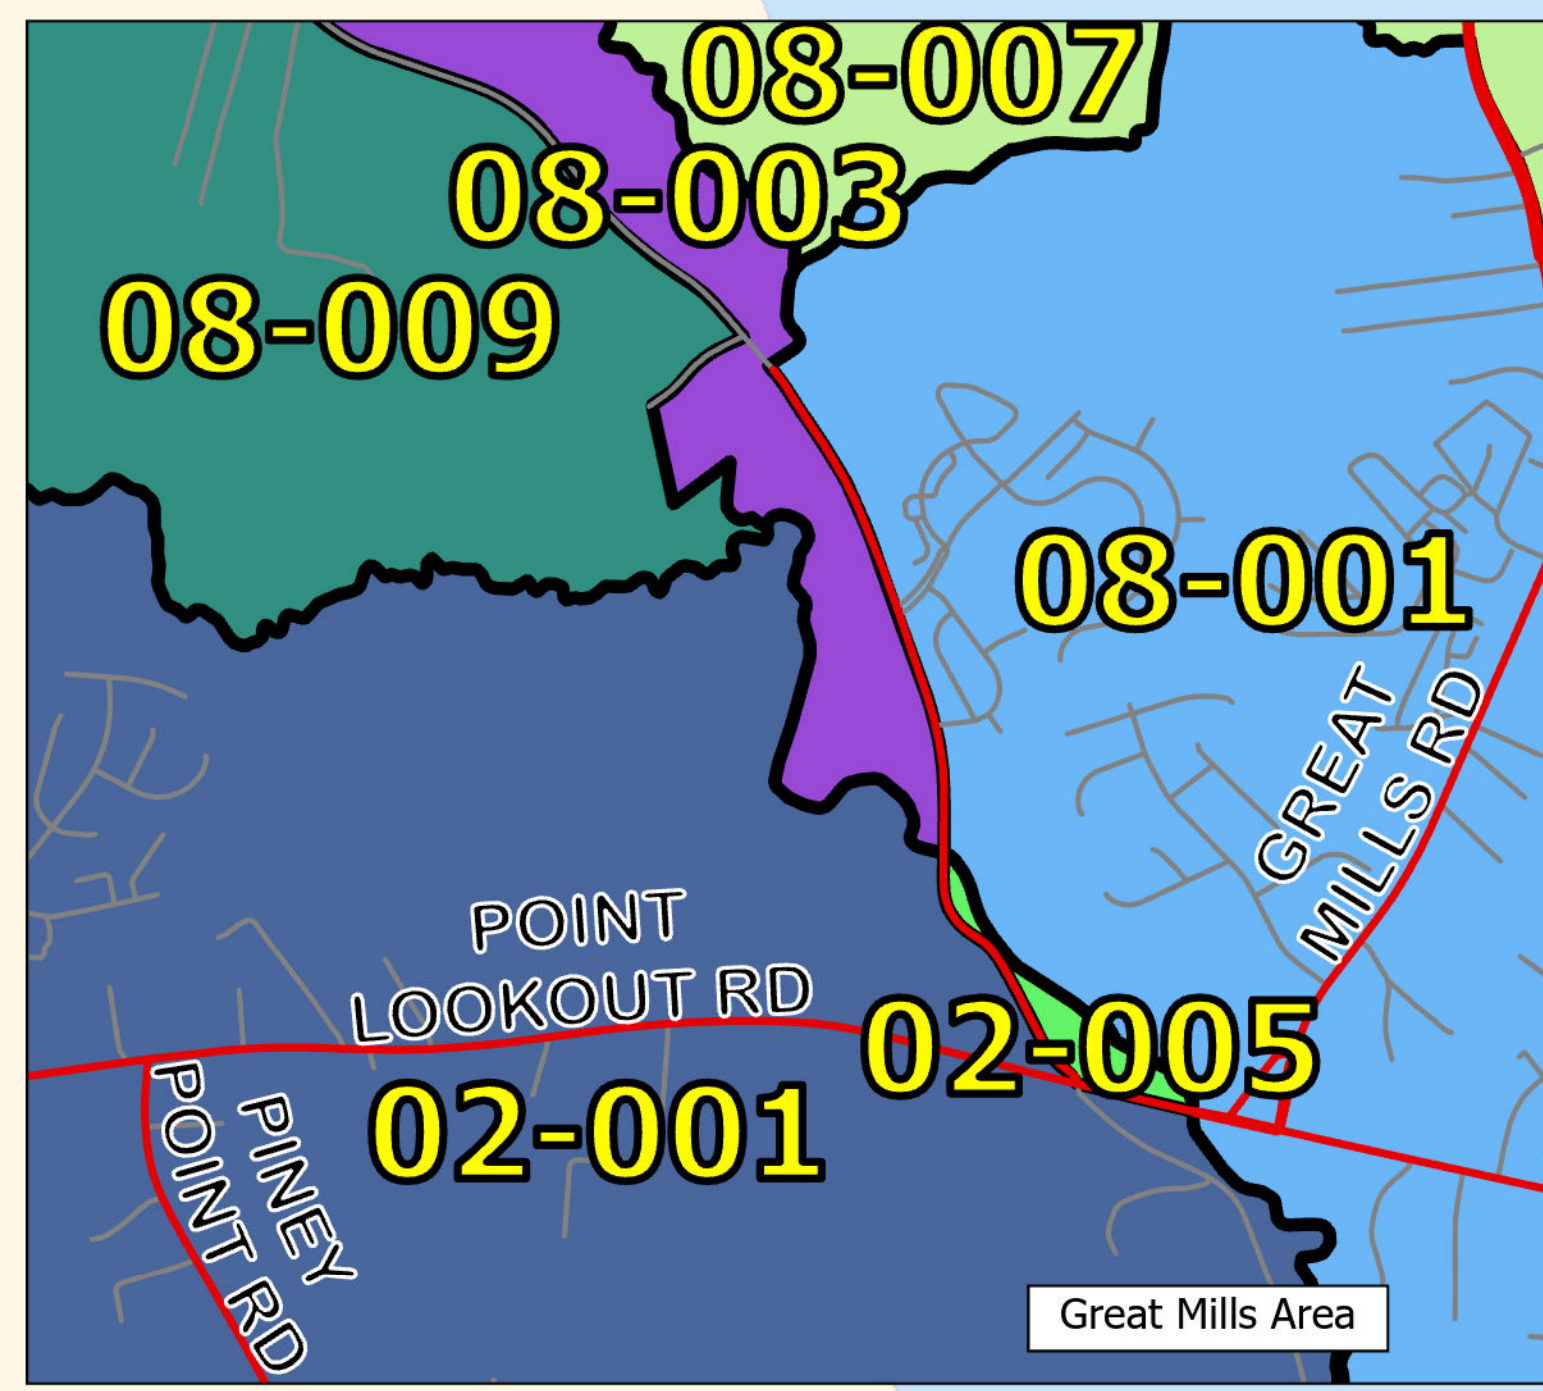 08-007
08-003
08-009
08-001
GREAT
MILLS RD
POINT
LOOKOUT RD
02-005
02-001
PINEY
POINT RD
Great Mills Area